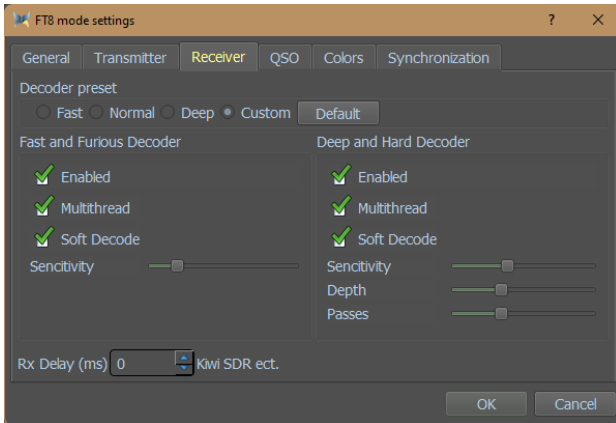 FT8 mode settings ? ×
General Transmitter Receiver QSO Colors Synchronization
Decoder preset
Fast Normal Deep Custom Default
Fast and Furious Decoder
Enabled
Multithread
Soft Decode
Sencitivity
Deep and Hard Decoder
Enabled
Multithread
Soft Decode
Sencitivity
Depth
Passes
Rx Delay (ms) 0 Kiwi SDR ect.
OK Cancel